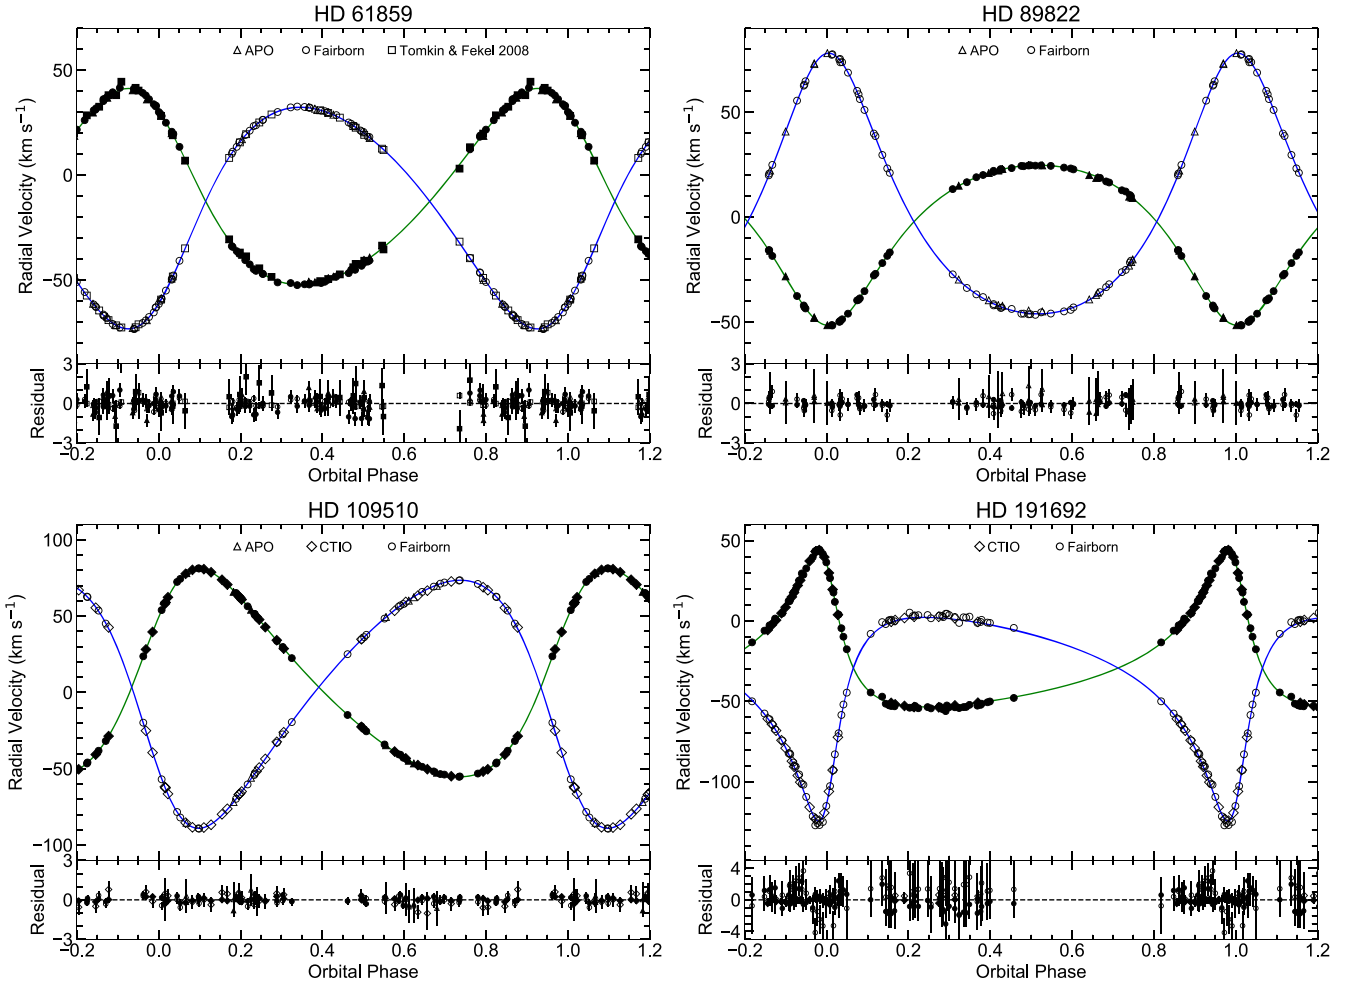 HD 61859
APO Fairborn Tomkin & Fekel 2008
Radial Velocity (km s⁻¹)
50
0
−50
Residual
3
0
−3
−0.2 0.0 0.2 0.4 0.6 0.8 1.0 1.2
Orbital Phase
HD 89822
APO Fairborn
Radial Velocity (km s⁻¹)
50
0
−50
Residual
3
0
−3
−0.2 0.0 0.2 0.4 0.6 0.8 1.0 1.2
Orbital Phase
HD 109510
APO CTIO Fairborn
Radial Velocity (km s⁻¹)
100
50
0
−50
−100
Residual
3
0
−3
−0.2 0.0 0.2 0.4 0.6 0.8 1.0 1.2
Orbital Phase
HD 191692
CTIO Fairborn
Radial Velocity (km s⁻¹)
50
0
−50
−100
Residual
4
0
−4
−0.2 0.0 0.2 0.4 0.6 0.8 1.0 1.2
Orbital Phase